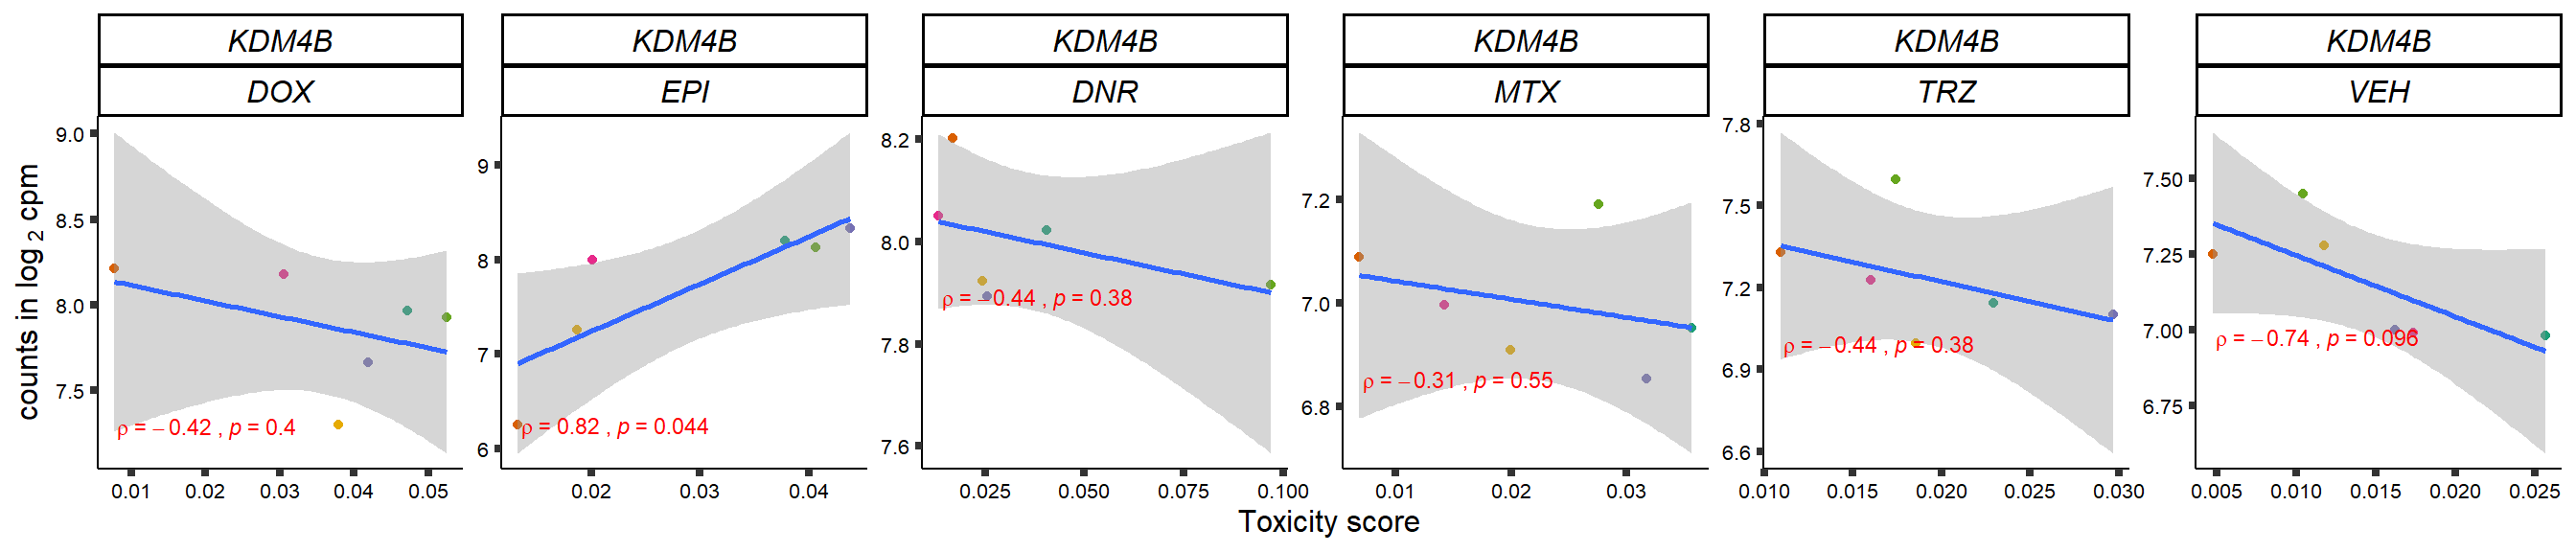 KDM4B KDM4B KDM4B KDM4B KDM4B KDM4B
DOX EPI DNR MTX TRZ VEH
counts in log 2 cpm
9.0
8.5
8.0
7.5
ρ = −0.42 , p = 0.4
0.01 0.02 0.03 0.04 0.05
9
8
7
6
ρ = 0.82 , p = 0.044
0.02 0.03 0.04
8.2
8.0
7.8
7.6
ρ = −0.44 , p = 0.38
0.025 0.050 0.075 0.100
7.2
7.0
6.8
ρ = −0.31 , p = 0.55
0.01 0.02 0.03
7.8
7.5
7.2
6.9
6.6
ρ = −0.44 , p = 0.38
0.010 0.015 0.020 0.025 0.030
7.50
7.25
7.00
6.75
ρ = −0.74 , p = 0.096
0.005 0.010 0.015 0.020 0.025
Toxicity score